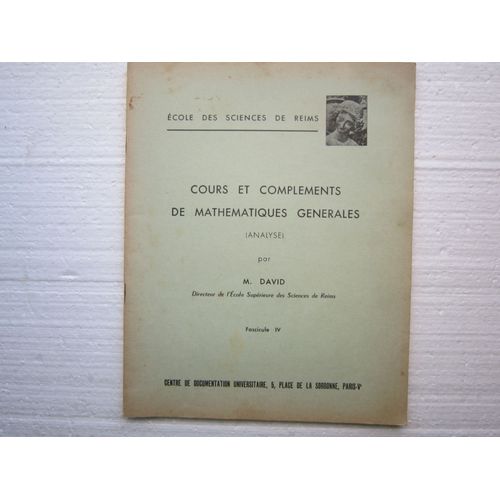 ÉCOLE DES SCIENCES DE REIMS
COURS ET COMPLEMENTS
DE MATHEMATIQUES GENERALES
(ANALYSE)
par
M. DAVID
Directeur de l'École Supérieure des Sciences de Reims
Fascicule IV
CENTRE DE DOCUMENTATION UNIVERSITAIRE, 5, PLACE DE LA SORBONNE, PARIS-Vᵉ